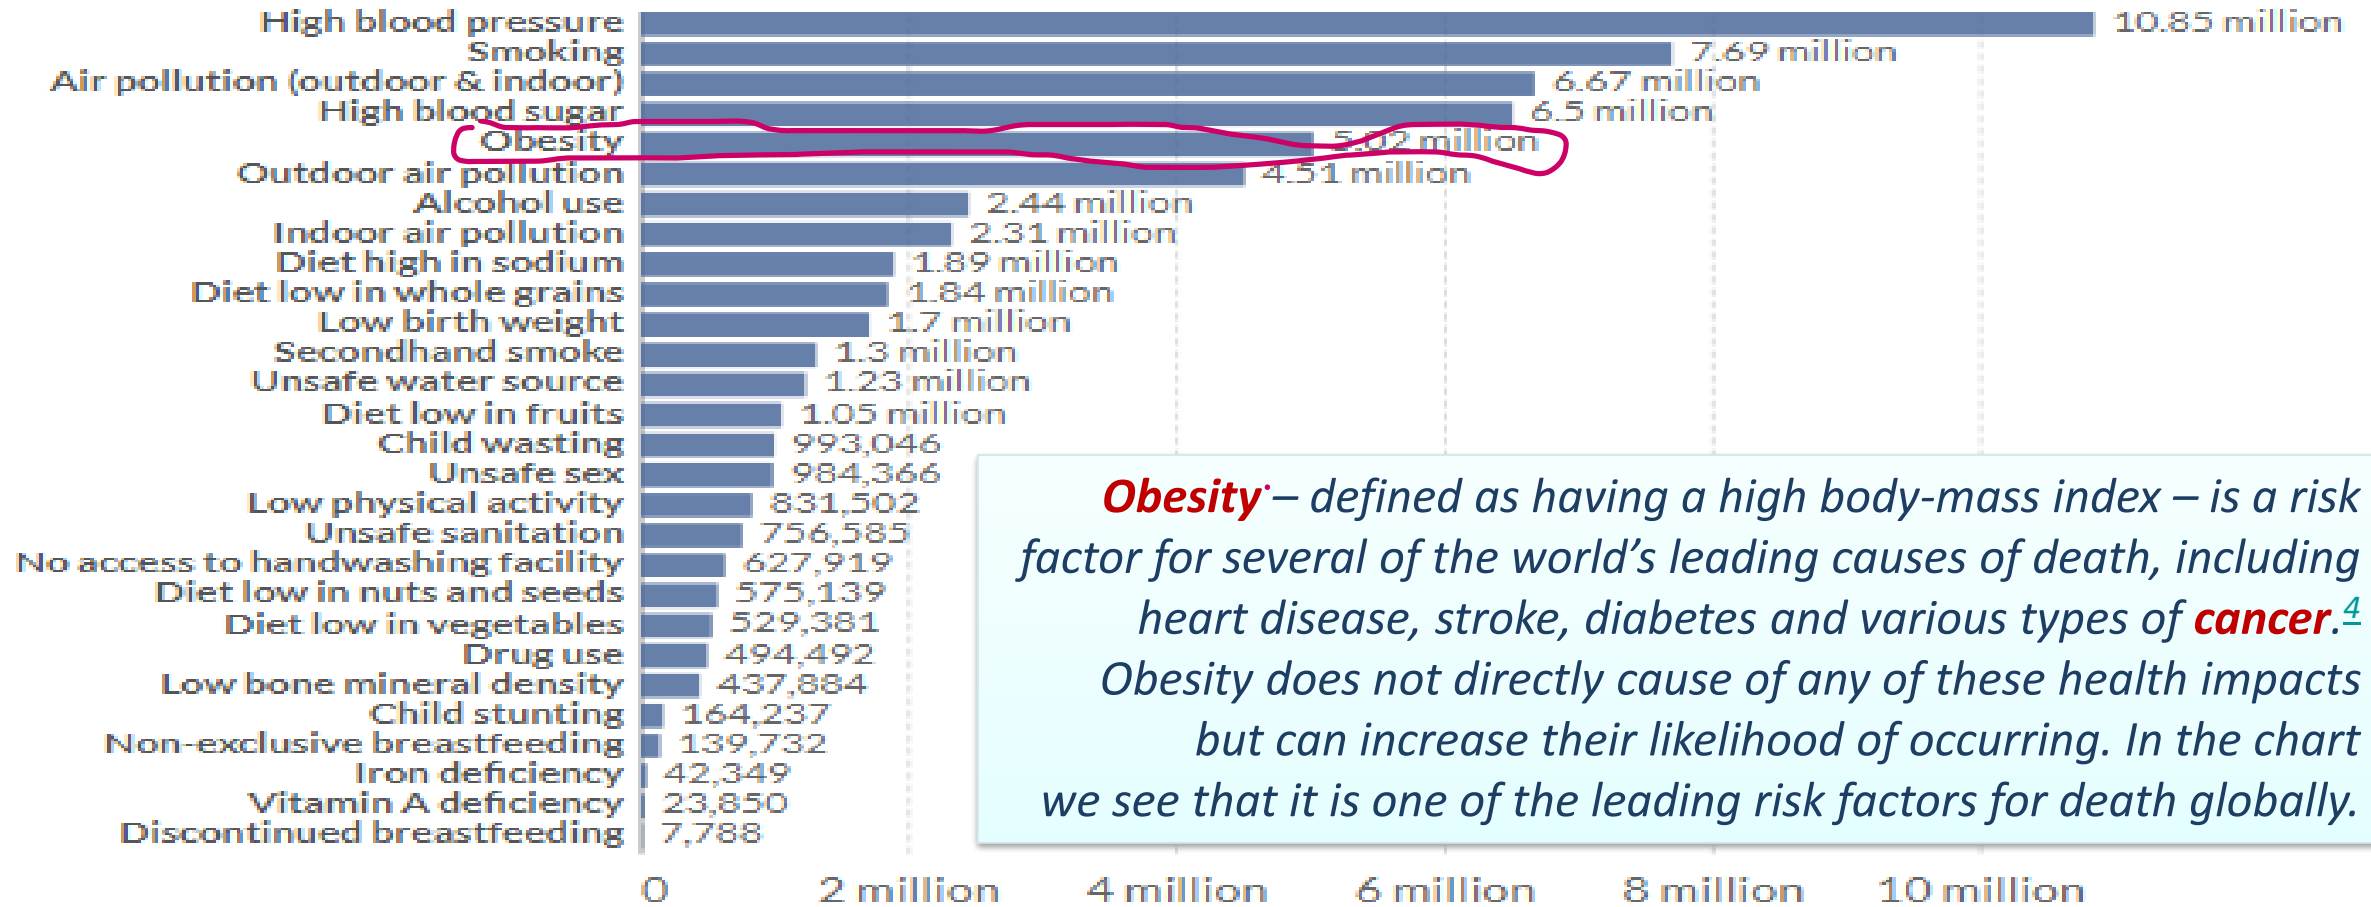 High blood pressure 10.85 million
Smoking 7.69 million
Air pollution (outdoor & indoor) 6.67 million
High blood sugar 6.5 million
Obesity 5.02 million
Outdoor air pollution 4.51 million
Alcohol use 2.44 million
Indoor air pollution 2.31 million
Diet high in sodium 1.89 million
Diet low in whole grains 1.84 million
Low birth weight 1.7 million
Secondhand smoke 1.3 million
Unsafe water source 1.23 million
Diet low in fruits 1.05 million
Child wasting 993,046
Unsafe sex 984,366
Low physical activity 831,502
Unsafe sanitation 756,585
No access to handwashing facility 627,919
Diet low in nuts and seeds 575,139
Diet low in vegetables 529,381
Drug use 494,492
Low bone mineral density 437,884
Child stunting 164,237
Non-exclusive breastfeeding 139,732
Iron deficiency 42,349
Vitamin A deficiency 23,850
Discontinued breastfeeding 7,788
0 2 million 4 million 6 million 8 million 10 million
Obesity – defined as having a high body-mass index – is a risk
factor for several of the world’s leading causes of death, including
heart disease, stroke, diabetes and various types of cancer.4
Obesity does not directly cause of any of these health impacts
but can increase their likelihood of occurring. In the chart
we see that it is one of the leading risk factors for death globally.